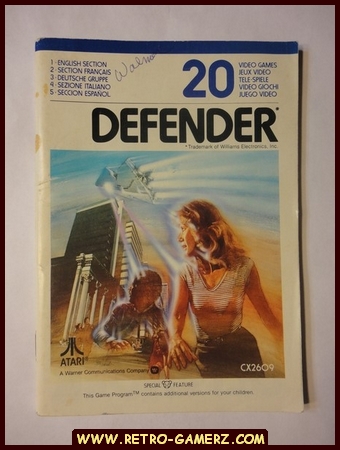 1 - ENGLISH SECTION
2 - SECTION FRANÇAIS
3 - DEUTSCHE GRUPPE
4 - SEZIONE ITALIANO
5 - SECCION ESPAÑOL
20
VIDEO GAMES
JEUX VIDEO
TELE-SPIELE
VIDEO GIOCHI
JUEGO VIDEO
DEFENDER*
*Trademark of Williams Electronics, Inc.
ATARI®
A Warner Communications Company
CX2609
SPECIAL FEATURE
This Game Program™ contains additional versions for your children.
WWW.RETRO-GAMERZ.COM